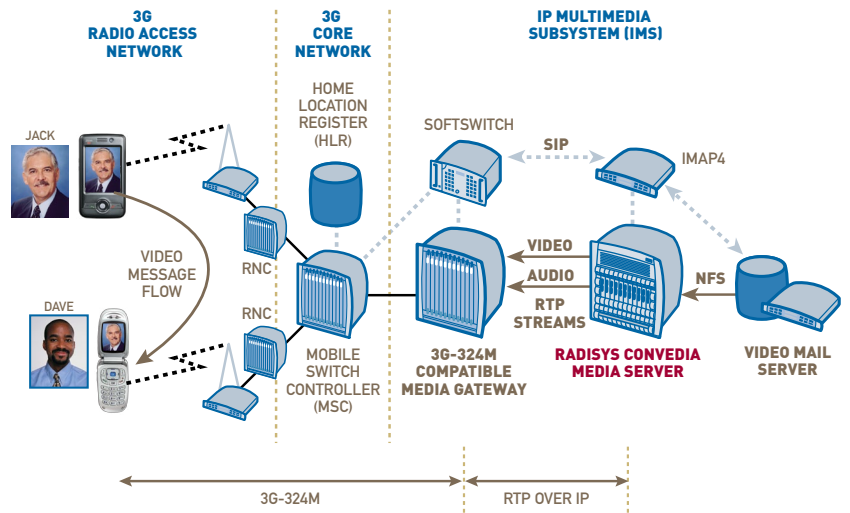 3G
RADIO ACCESS
NETWORK
3G
CORE
NETWORK
IP MULTIMEDIA
SUBSYSTEM (IMS)
HOME
LOCATION
REGISTER
(HLR)
SOFTSWITCH
SIP
IMAP4
JACK
RNC
VIDEO
MESSAGE
FLOW
VIDEO
AUDIO
RTP
STREAMS
NFS
DAVE
RNC
MOBILE
SWITCH
CONTROLLER
(MSC)
3G-324M
COMPATIBLE
MEDIA GATEWAY
RADISYS CONVEDIA
MEDIA SERVER
VIDEO MAIL
SERVER
3G-324M
RTP OVER IP